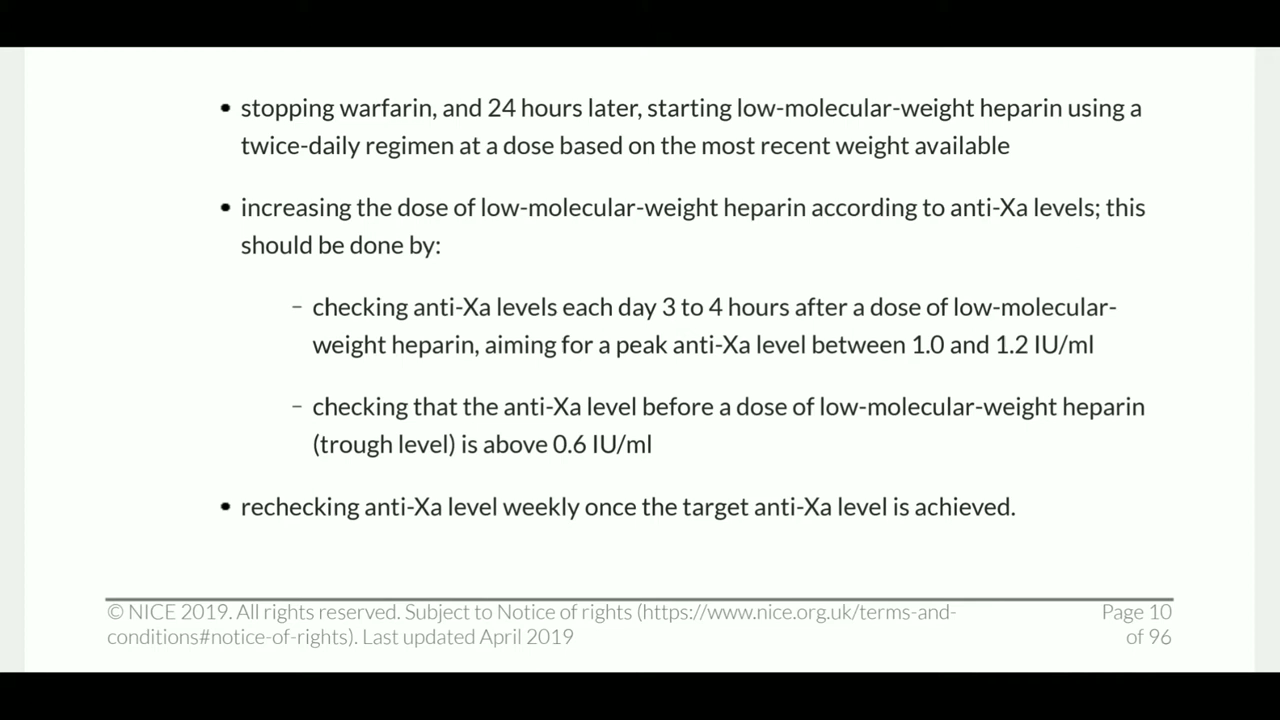 • stopping warfarin, and 24 hours later, starting low-molecular-weight heparin using a
twice-daily regimen at a dose based on the most recent weight available
• increasing the dose of low-molecular-weight heparin according to anti-Xa levels; this
should be done by:
– checking anti-Xa levels each day 3 to 4 hours after a dose of low-molecular-
weight heparin, aiming for a peak anti-Xa level between 1.0 and 1.2 IU/ml
– checking that the anti-Xa level before a dose of low-molecular-weight heparin
(trough level) is above 0.6 IU/ml
• rechecking anti-Xa level weekly once the target anti-Xa level is achieved.
© NICE 2019. All rights reserved. Subject to Notice of rights (https://www.nice.org.uk/terms-and-
conditions#notice-of-rights). Last updated April 2019
Page 10
of 96